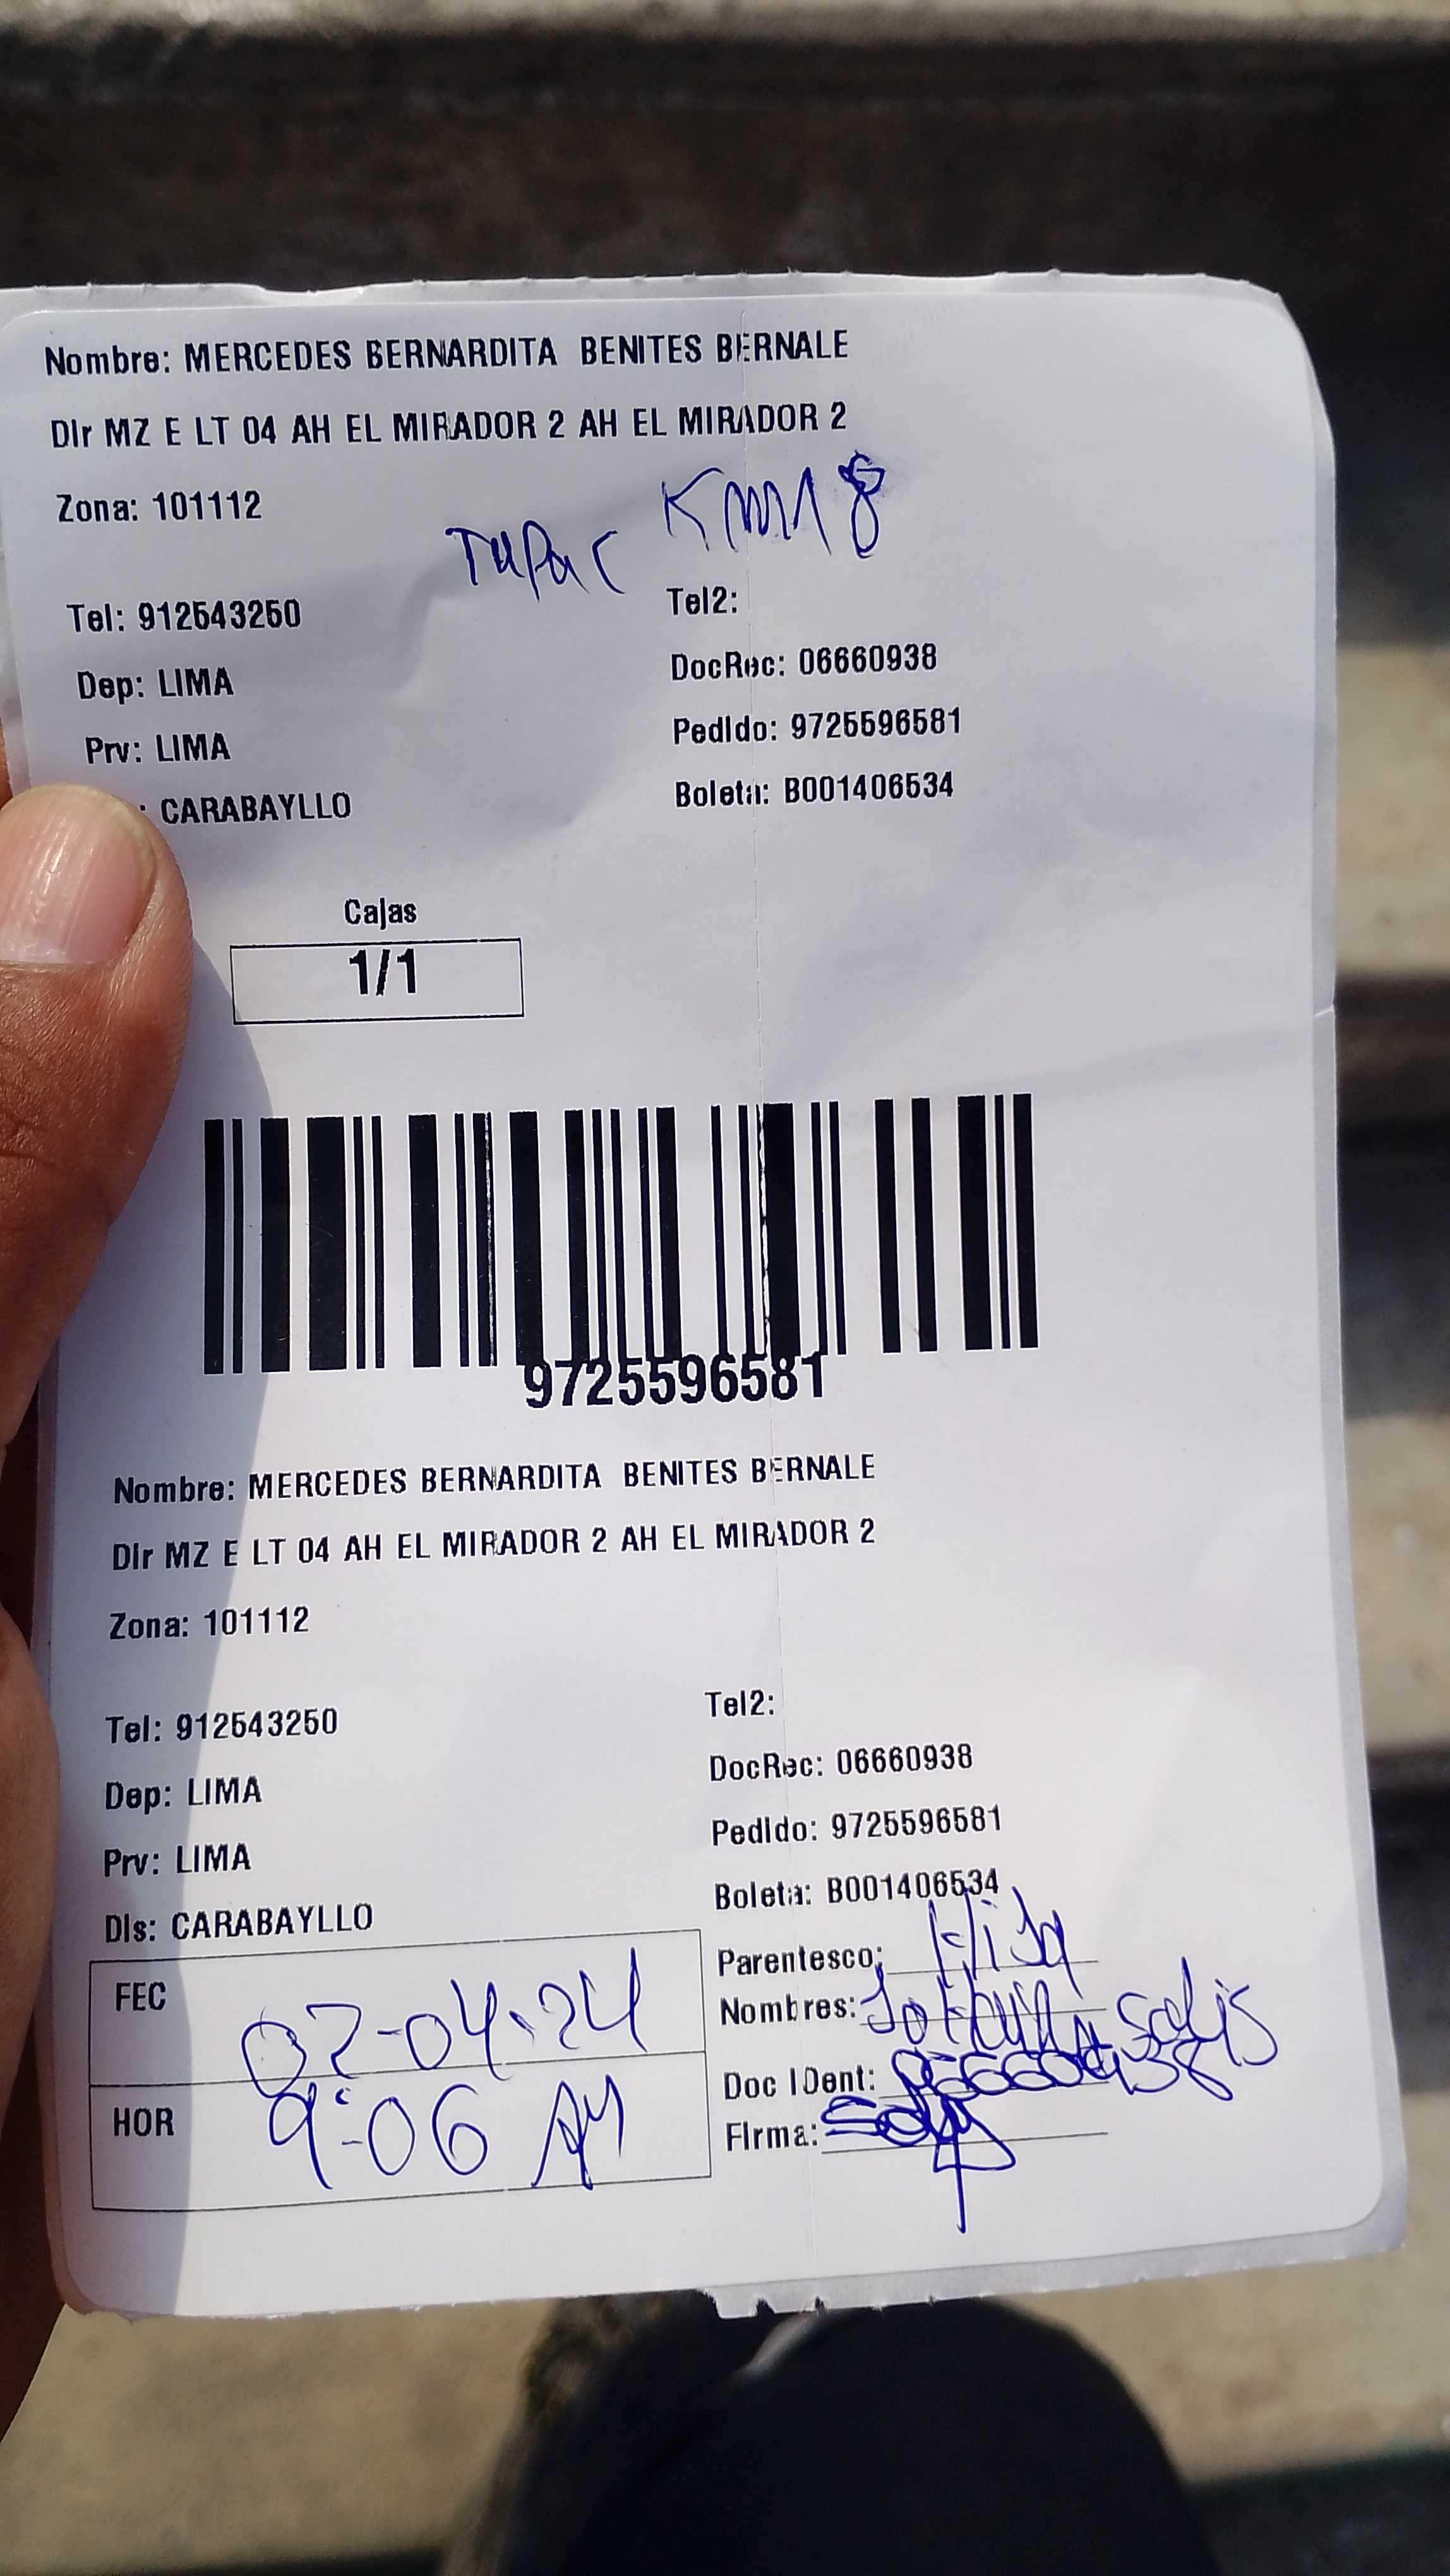 Nombre: MERCEDES BERNARDITA BENITES BERNALE
Dir MZ E LT 04 AH EL MIRADOR 2 AH EL MIRADOR 2
Zona: 101112
Tupac Km 18
Tel: 912543250
Tel2:
Dep: LIMA
DocRec: 06660938
Prv: LIMA
Pedido: 9725596581
: CARABAYLLO
Boleta: B001406534
Cajas
1/1
9725596581
Nombre: MERCEDES BERNARDITA BENITES BERNALE
Dir MZ E LT 04 AH EL MIRADOR 2 AH EL MIRADOR 2
Zona: 101112
Tel: 912543250
Tel2:
Dep: LIMA
DocRec: 06660938
Prv: LIMA
Pedido: 9725596581
Dis: CARABAYLLO
Boleta: B001406534
FEC 02-04-24
Parentesco: Hija
Nombres: Solis
HOR 9:06 AM
Doc IDent: 06660938
Firma: